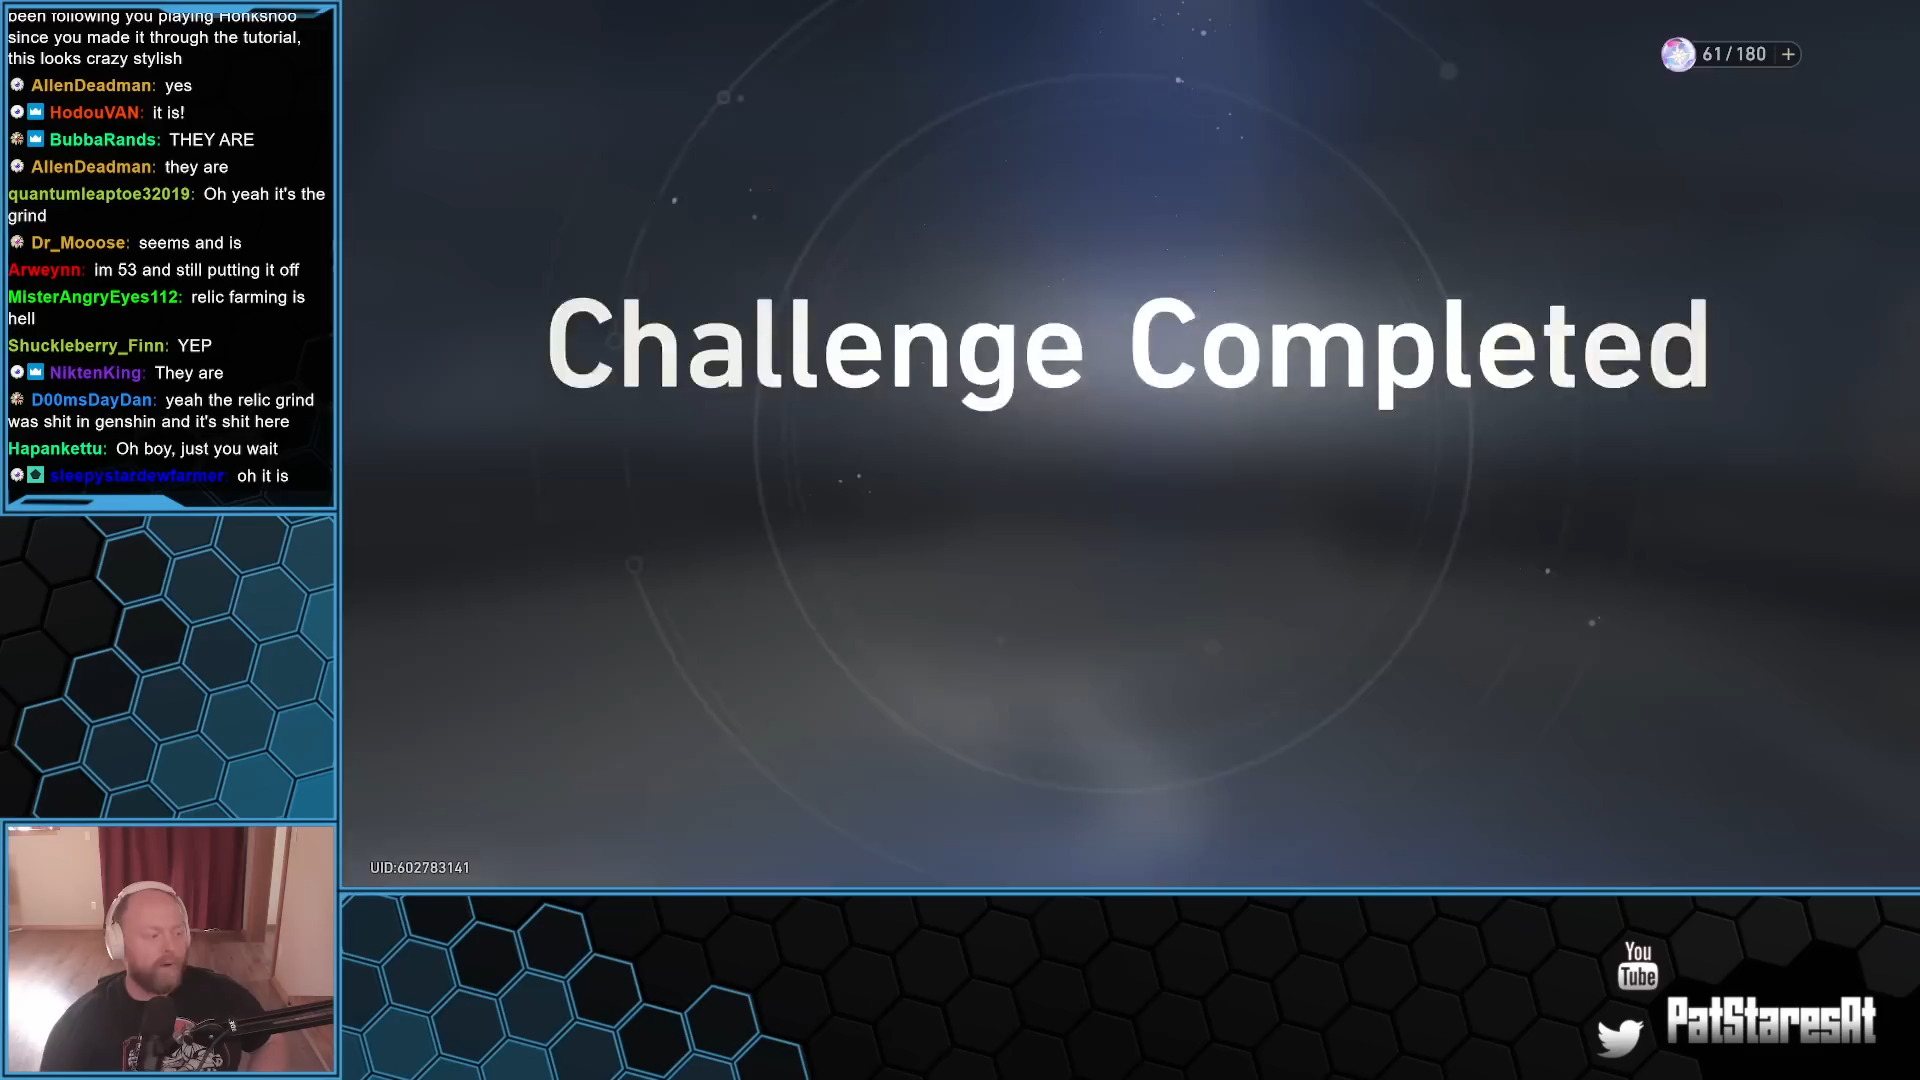 been following you playing Honkshoo
since you made it through the tutorial,
this looks crazy stylish
AllenDeadman: yes
HodouVAN: it is!
BubbaRands: THEY ARE
AllenDeadman: they are
quantumleaptoe32019: Oh yeah it's the
grind
Dr_Mooose: seems and is
Arweynn: im 53 and still putting it off
MisterAngryEyes112: relic farming is
hell
Shuckleberry_Finn: YEP
NiktenKing: They are
D00msDayDan: yeah the relic grind
was shit in genshin and it's shit here
Hapankettu: Oh boy, just you wait
sleepystardewfarmer oh it is
61/180 +
Challenge Completed
UID:602783141
You
Tube
PatStaresAt